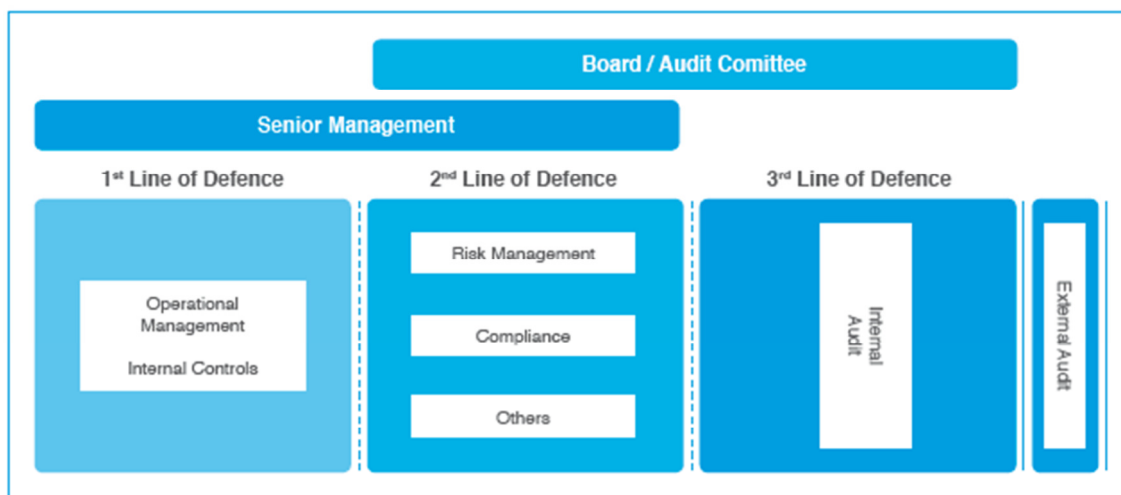 Board / Audit Comittee
Senior Management
1st Line of Defence
2nd Line of Defence
3rd Line of Defence
Operational
Management
Internal Controls
Risk Management
Compliance
Others
Internal
Audit
External Audit